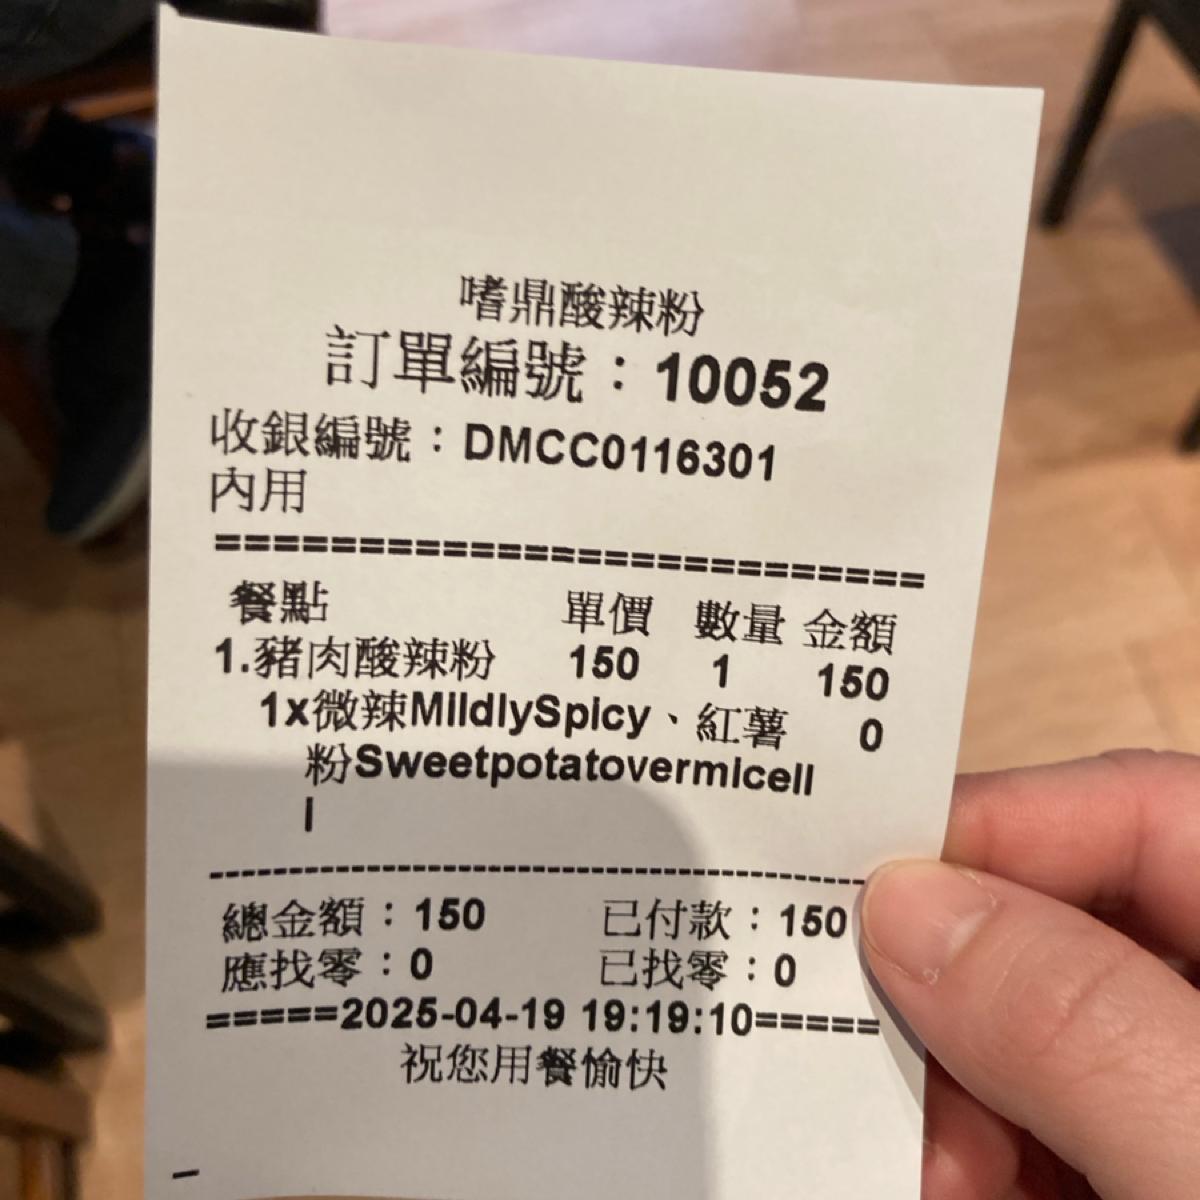 嗜鼎酸辣粉
訂單編號：10052
收銀編號：DMCC0116301
內用
=========================
餐點 單價 數量 金額
1.豬肉酸辣粉 150 1 150
1x微辣MildlySpicy、紅薯 0
粉Sweetpotatovermicell
i
--------------------------------------------
總金額：150 已付款：150
應找零：0 已找零：0
=====2025-04-19 19:19:10=====
祝您用餐愉快